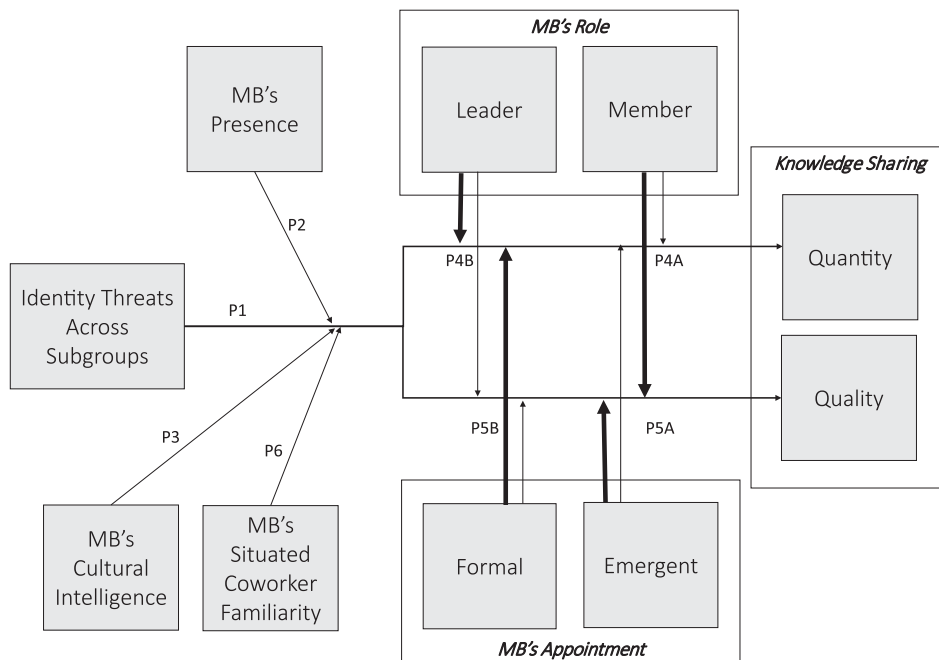 MB's Role
MB's
Presence
Leader
Member
Knowledge Sharing
P2
Quantity
P4B
P4A
Identity Threats
Across
Subgroups
P1
Quality
P3
P6
P5B
P5A
MB's
Cultural
Intelligence
MB's
Situated
Coworker
Familiarity
Formal
Emergent
MB's Appointment